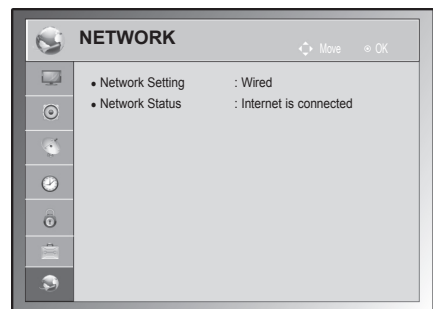 NETWORK
Move OK
• Network Setting : Wired
• Network Status : Internet is connected